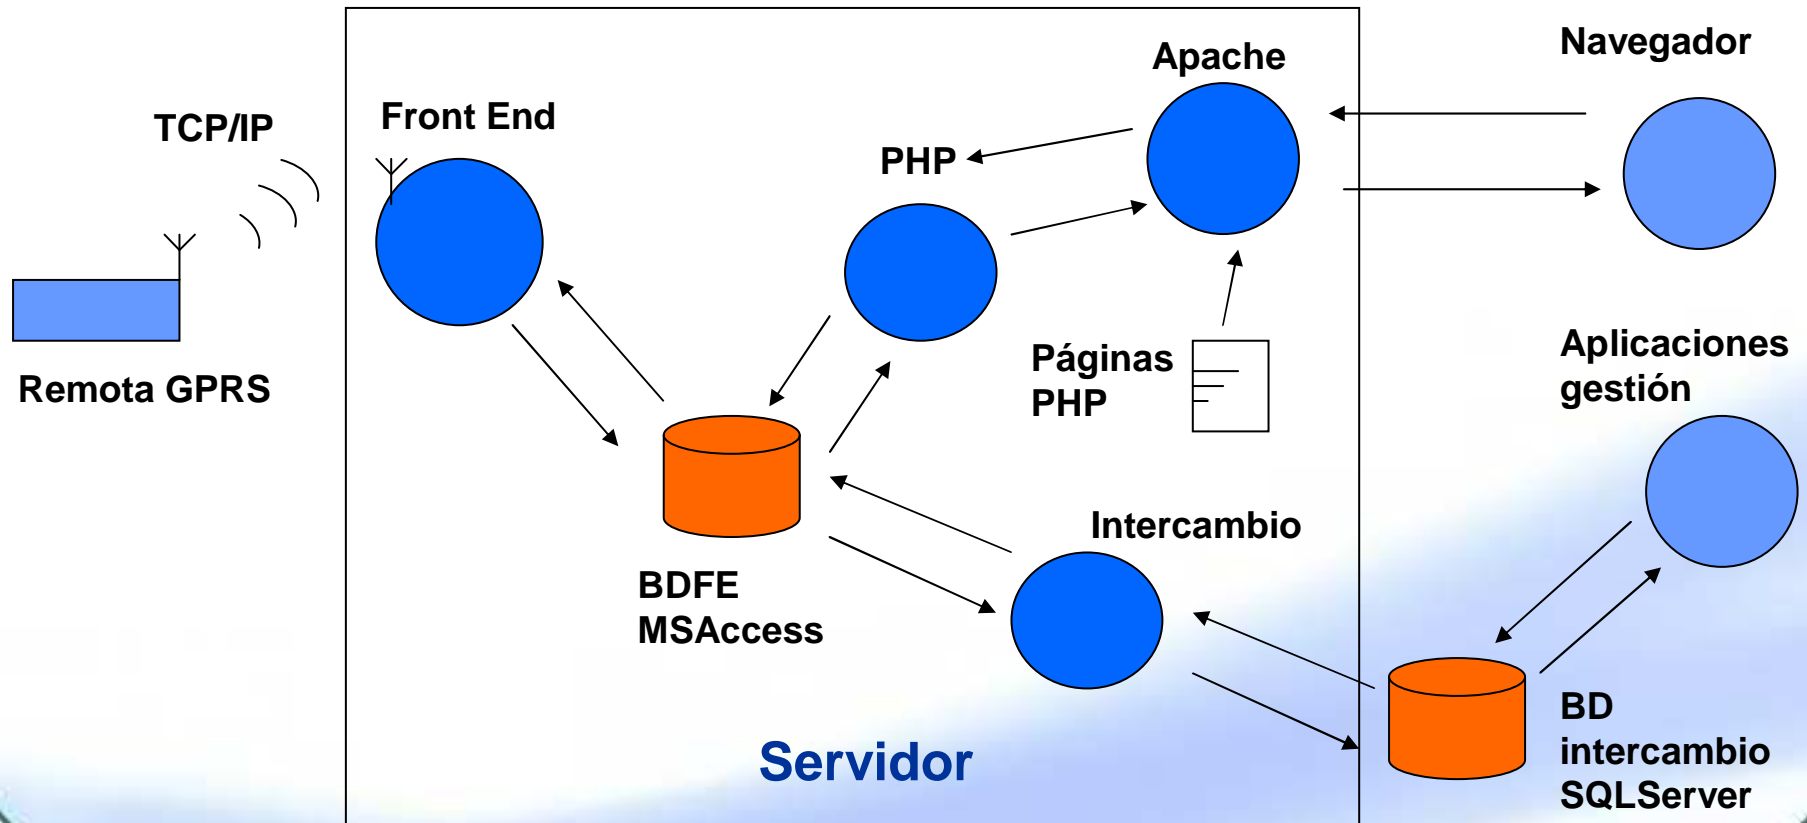 Navegador
Apache
Front End
TCP/IP
PHP
Remota GPRS
Páginas
PHP
Aplicaciones
gestión
Intercambio
BDFE
MSAccess
BD
intercambio
SQLServer
Servidor